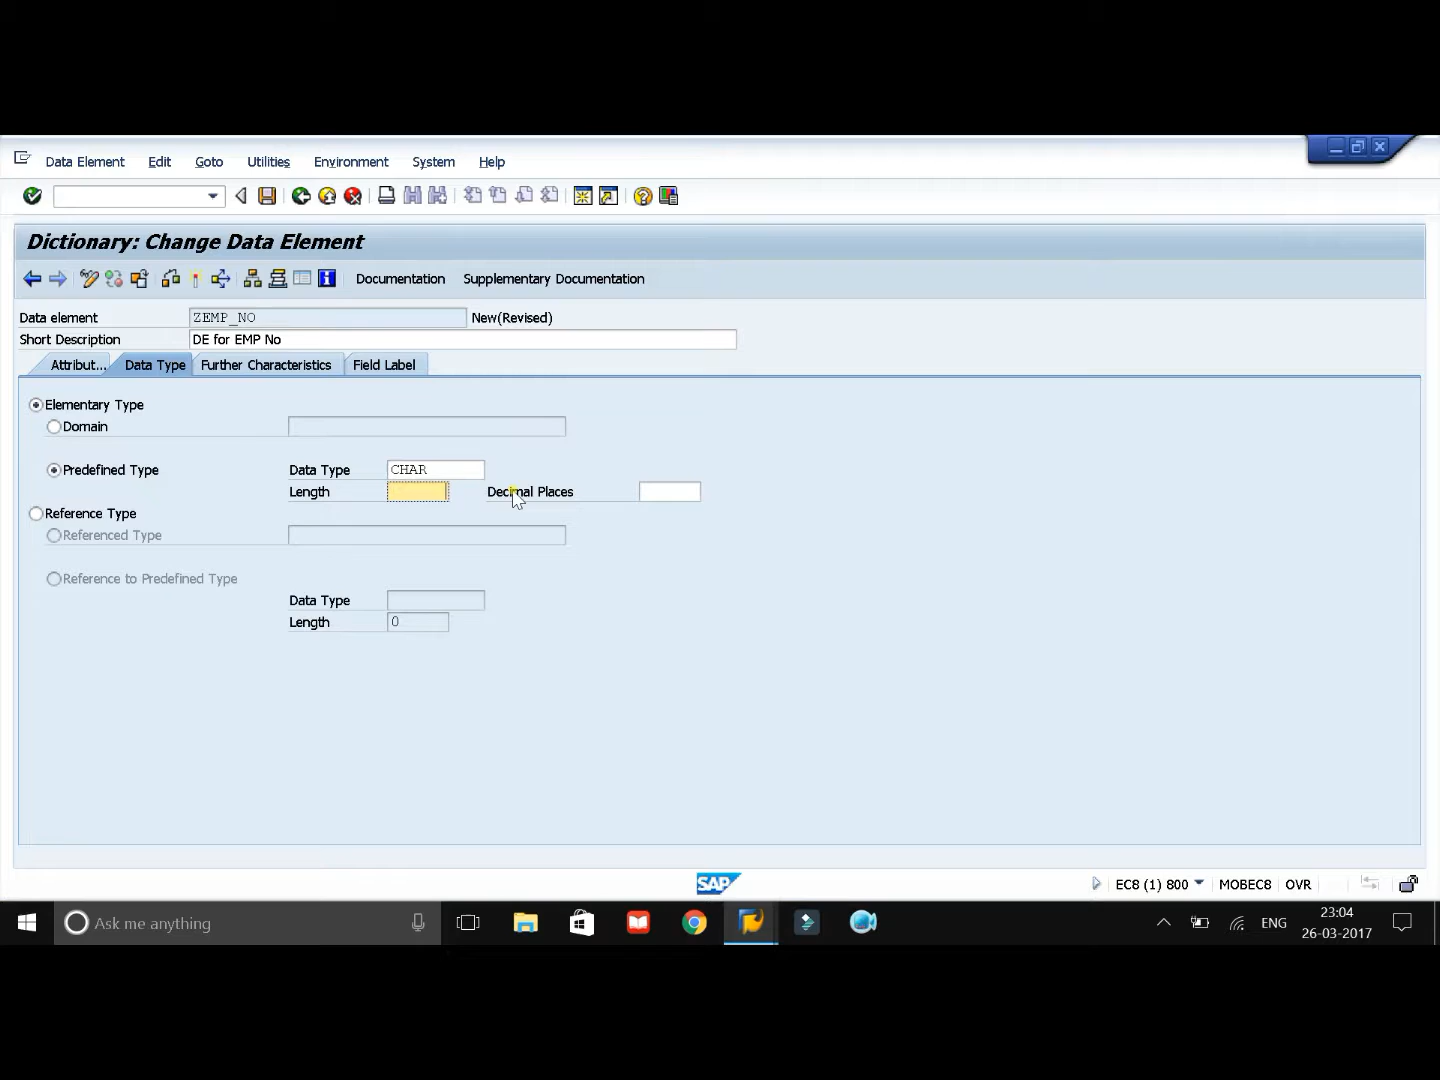 Data Element Edit Goto Utilities Environment System Help
Dictionary: Change Data Element
Documentation Supplementary Documentation
Data element ZEMP_NO New(Revised)
Short Description DE for EMP No
Attribut... Data Type Further Characteristics Field Label
Elementary Type
Domain
Predefined Type Data Type CHAR
Length Decimal Places
Reference Type
Referenced Type
Reference to Predefined Type
Data Type
Length 0
SAP EC8 (1) 800 MOBEC8 OVR
Ask me anything ENG 23:04
26-03-2017